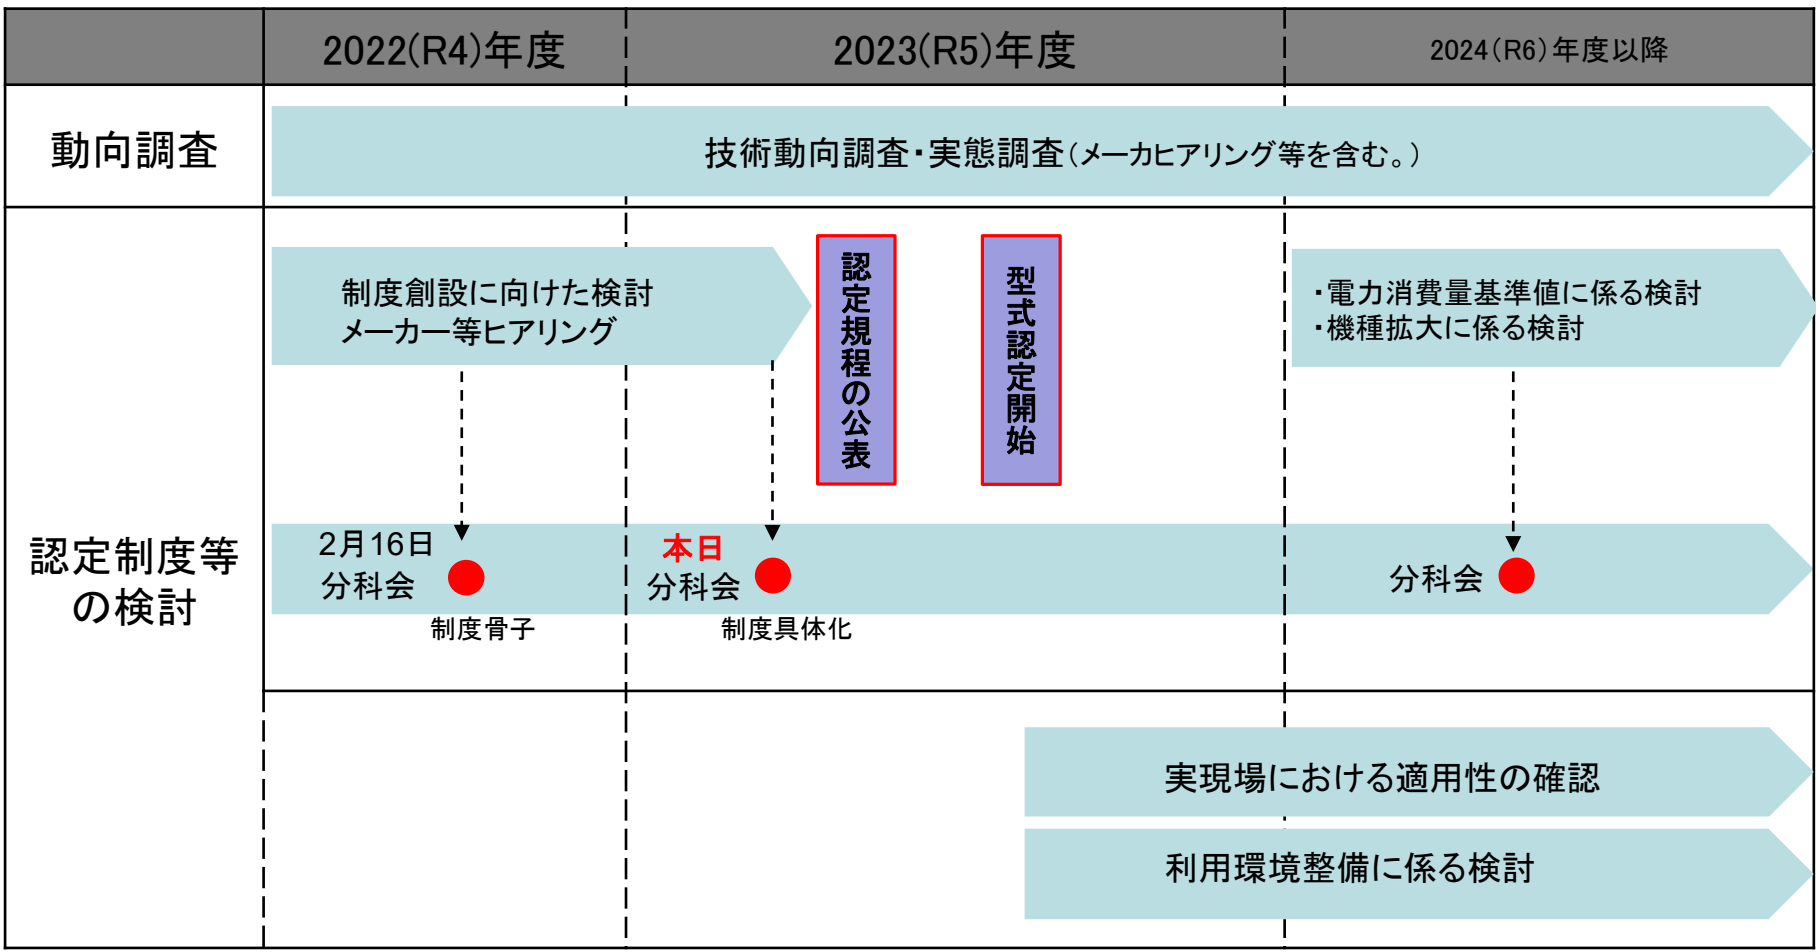 2022(R4)年度
2023(R5)年度
2024(R6)年度以降
動向調査
技術動向調査・実態調査(メーカヒアリング等を含む。)
認定制度等
の検討
制度創設に向けた検討
メーカー等ヒアリング
認定規程の公表
型式認定開始
・電力消費量基準値に係る検討
・機種拡大に係る検討
2月16日
分科会
制度骨子
本日
分科会
制度具体化
分科会
実現場における適用性の確認
利用環境整備に係る検討